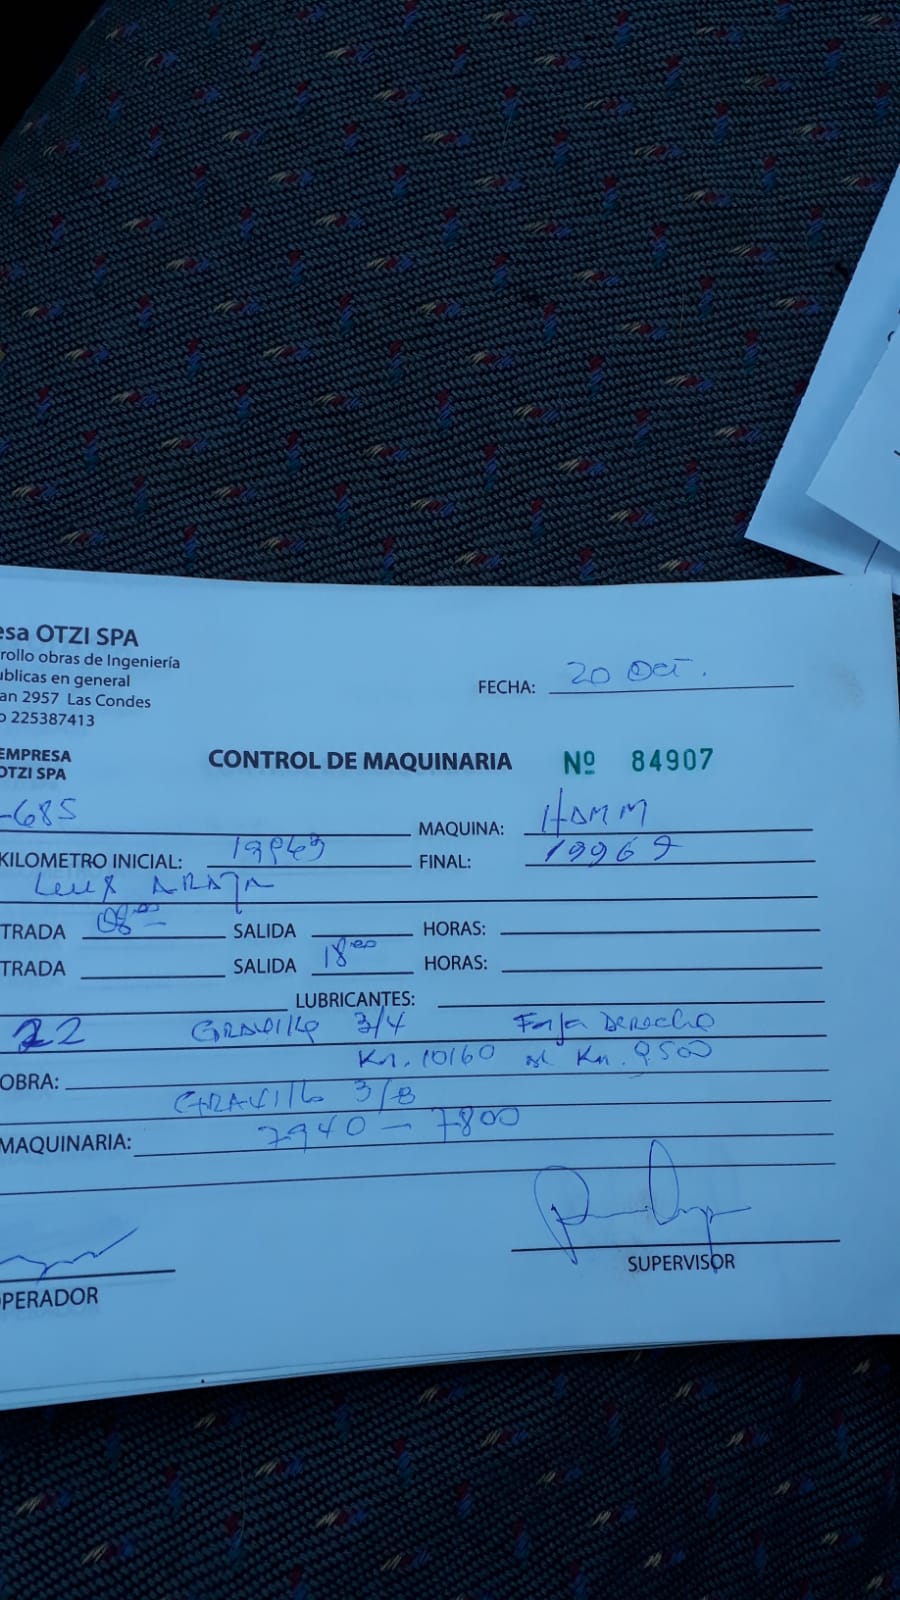 esa OTZI SPA
rollo obras de Ingeniería
ublicas en general
an 2957 Las Condes
o 225387413
FECHA: 20 Oct.
EMPRESA
OTZI SPA
CONTROL DE MAQUINARIA Nº 84907
-685 MAQUINA: HAMM
KILOMETRO INICIAL: 19963 FINAL: 19969
ARAYA
TRADA 08:00 SALIDA HORAS:
TRADA SALIDA 18:00 HORAS:
LUBRICANTES:
22 GRAVILLA 3/4 Faja DERECHA
Km. 10160 al Km. 9500
OBRA:
GRAVILLA 3/8
MAQUINARIA: 7940 – 7800
PERADOR
SUPERVISOR